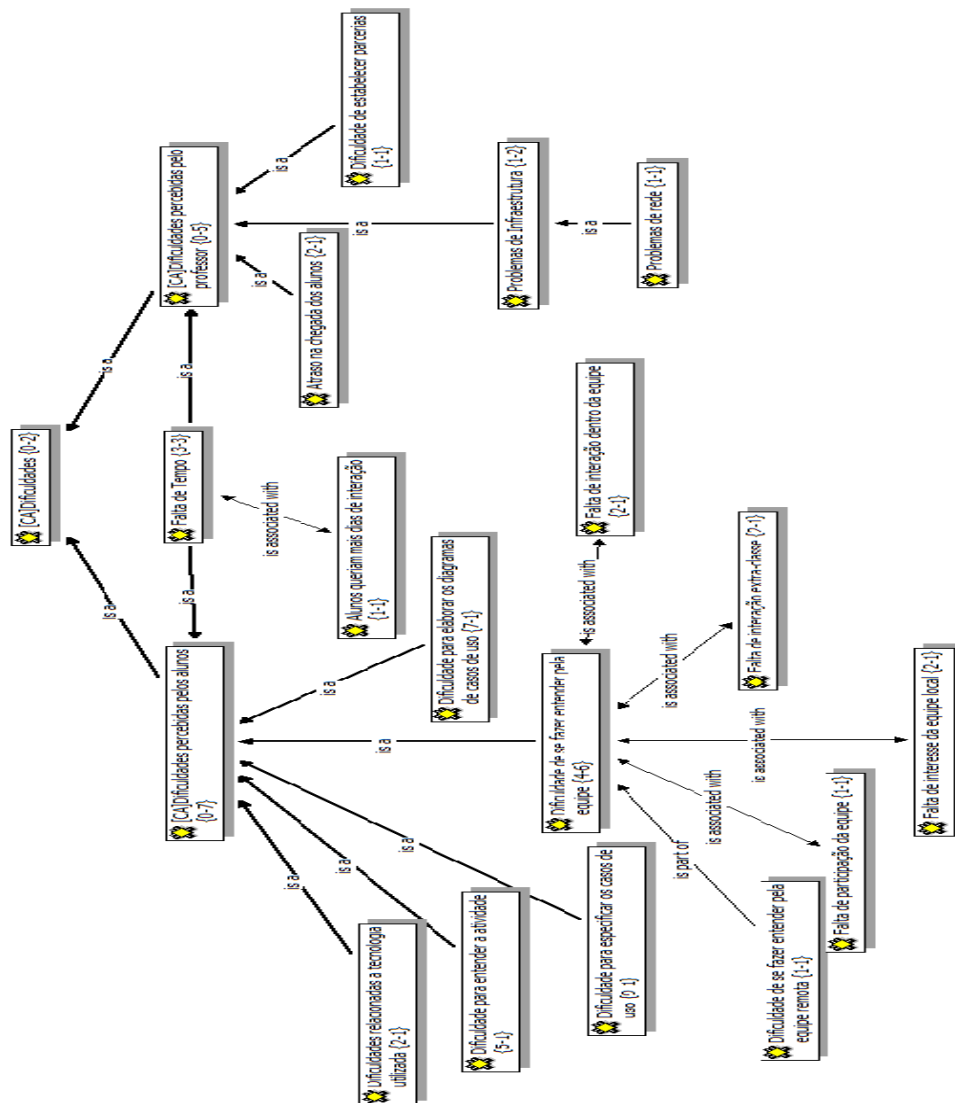 [CA]Dificuldades {0-2}
is a
is a
[CA]Dificuldades percebidas pelos alunos
{0-7}
is a
Falta de Tempo {3-3}
is a
[CA]Dificuldades percebidas pelo
professor {0-5}
is a
is a
is a
is a
is a
is associated with
is a
is a
is a
Dificuldades relacionadas a tecnologia
utilizada {2-1}
Dificuldade para entender a atividade
{5-1}
Dificuldade para especificar os casos de
uso
Dificuldade para elaborar os diagramas
de casos de uso {7-1}
Alunos queriam mais dias de interação
{1-1}
Atraso na chegada dos alunos {2-1}
Dificuldade de estabelecer parcerias
{1-1}
Dificuldade de se fazer entender pela
equipe {4-6}
is associated with
Falta de interação dentro da equipe
{2-1}
Problemas de Infraestrutura {1-2}
is a
Problemas de rede {1-1}
is part of
is associated with
is associated with
is associated with
Dificuldade de se fazer entender pela
equipe remota {1-1}
Falta de participação da equipe {1-1}
Falta de interesse da equipe local {2-1}
Falta de interação extra-classe {2-1}